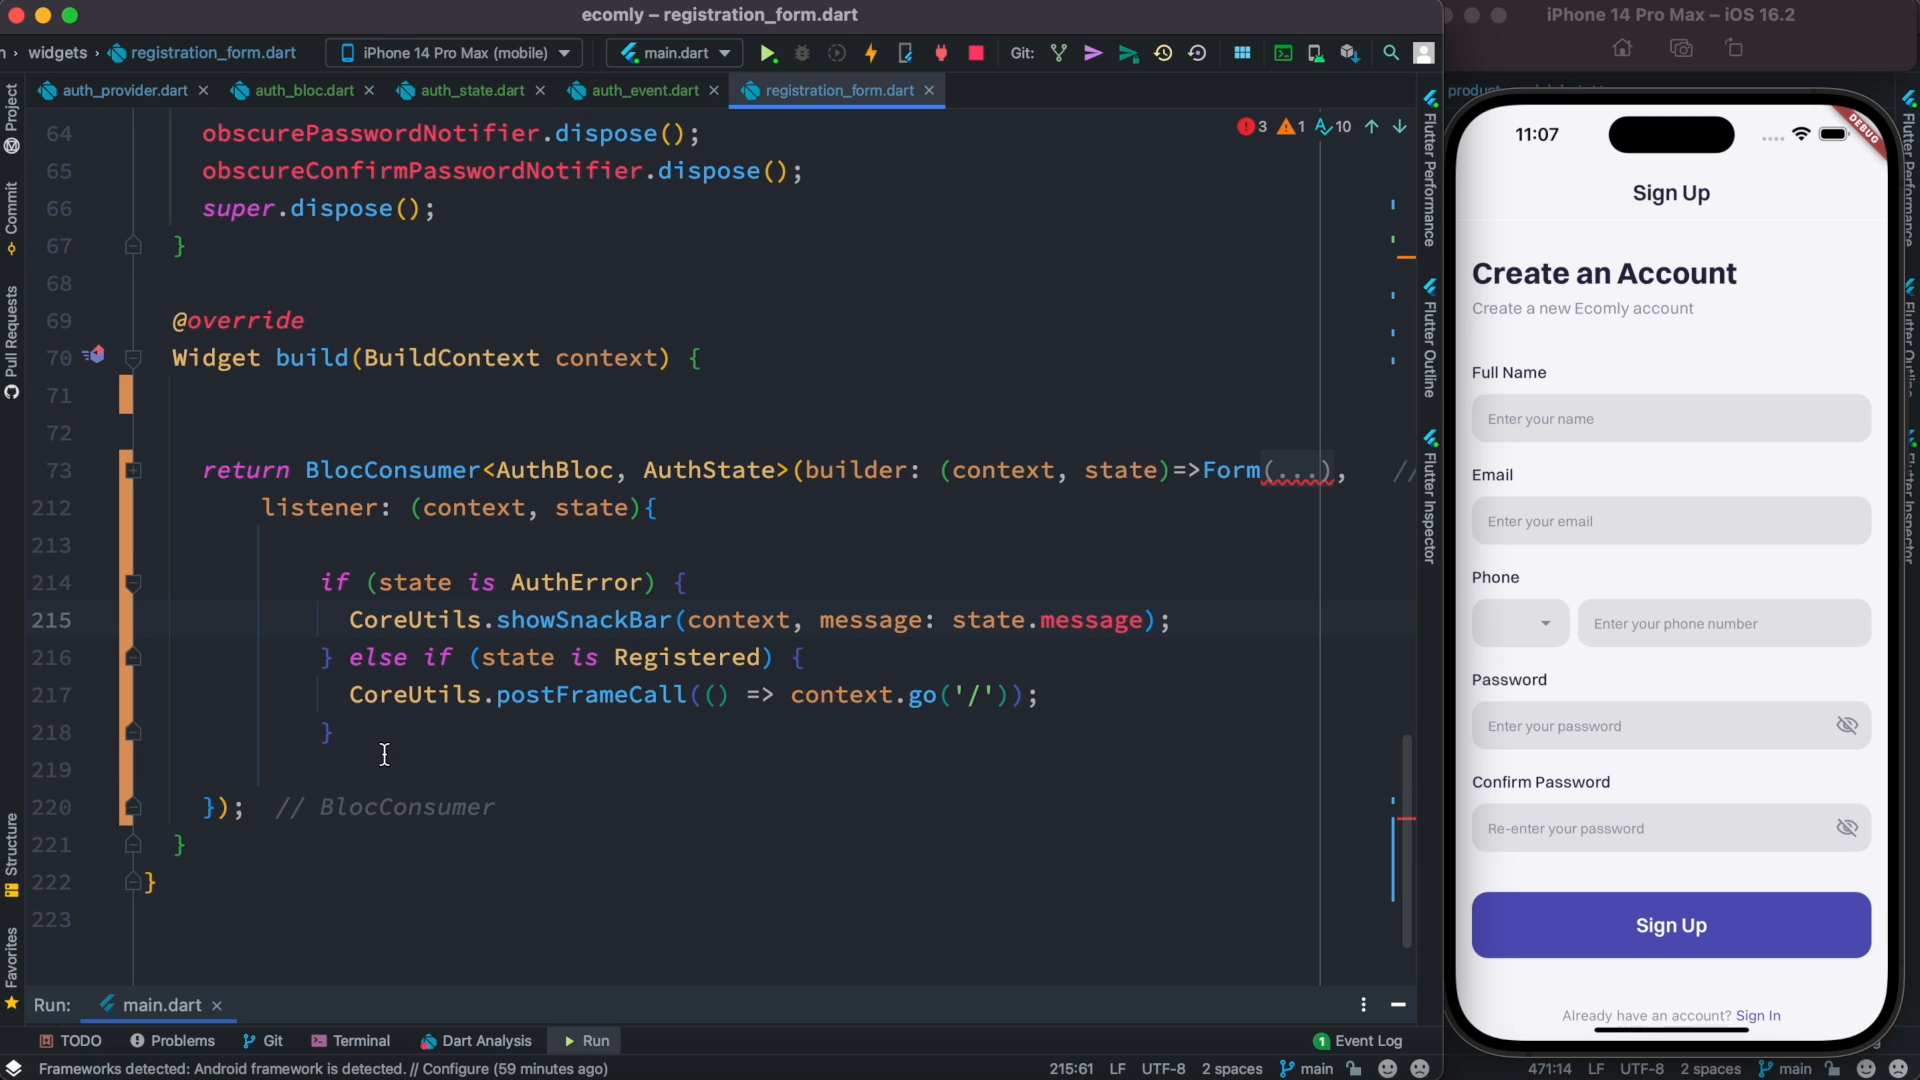 ecomly – registration_form.dart
widgets › registration_form.dart
iPhone 14 Pro Max (mobile)
main.dart
Git:
auth_provider.dart
auth_bloc.dart
auth_state.dart
auth_event.dart
registration_form.dart
3 1 10
64 obscurePasswordNotifier.dispose();
65 obscureConfirmPasswordNotifier.dispose();
66 super.dispose();
67 }
68
69 @override
70 Widget build(BuildContext context) {
71
72
73 return BlocConsumer<AuthBloc, AuthState>(builder: (context, state)=>Form(...), //
212 listener: (context, state){
213
214 if (state is AuthError) {
215 CoreUtils.showSnackBar(context, message: state.message);
216 } else if (state is Registered) {
217 CoreUtils.postFrameCall(() => context.go('/'));
218 }
219
220 }); // BlocConsumer
221 }
222 }
223
Project
Commit
Pull Requests
Structure
Favorites
Flutter Performance
Flutter Outline
Flutter Inspector
Run: main.dart
TODO
Problems
Git
Terminal
Dart Analysis
Run
1 Event Log
Frameworks detected: Android framework is detected. // Configure (59 minutes ago)
215:61 LF UTF-8 2 spaces main
iPhone 14 Pro Max – iOS 16.2
11:07
DEBUG
Sign Up
Create an Account
Create a new Ecomly account
Full Name
Enter your name
Email
Enter your email
Phone
Enter your phone number
Password
Enter your password
Confirm Password
Re-enter your password
Sign Up
Already have an account? Sign In
471:14 LF UTF-8 2 spaces main